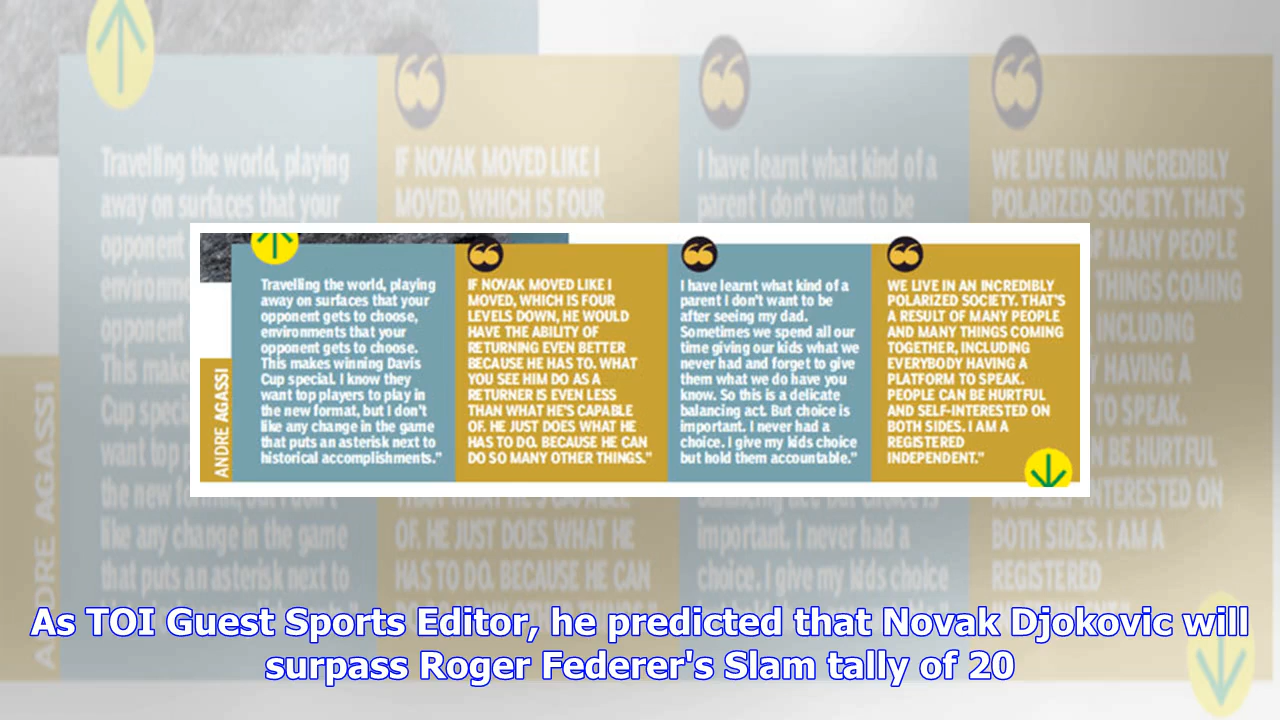 ANDRE AGASSI
Travelling the world, playing
away on surfaces that your
opponent gets to choose,
environments that your
opponent gets to choose.
This makes winning Davis
Cup special. I know they
want top players to play in
the new format, but I don't
like any change in the game
that puts an asterisk next to
historical accomplishments."
IF NOVAK MOVED LIKE I
MOVED, WHICH IS FOUR
LEVELS DOWN, HE WOULD
HAVE THE ABILITY OF
RETURNING EVEN BETTER
BECAUSE HE HAS TO. WHAT
YOU SEE HIM DO AS A
RETURNER IS EVEN LESS
THAN WHAT HE'S CAPABLE
OF. HE JUST DOES WHAT HE
HAS TO DO. BECAUSE HE CAN
DO SO MANY OTHER THINGS."
I have learnt what kind of a
parent I don't want to be
after seeing my dad.
Sometimes we spend all our
time giving our kids what we
never had and forget to give
them what we do have you
know. So this is a delicate
balancing act. But choice is
important. I never had a
choice. I give my kids choice
but hold them accountable."
WE LIVE IN AN INCREDIBLY
POLARIZED SOCIETY. THAT'S
A RESULT OF MANY PEOPLE
AND MANY THINGS COMING
TOGETHER, INCLUDING
EVERYBODY HAVING A
PLATFORM TO SPEAK.
PEOPLE CAN BE HURTFUL
AND SELF-INTERESTED ON
BOTH SIDES. I AM A
REGISTERED
INDEPENDENT."
As TOI Guest Sports Editor, he predicted that Novak Djokovic will
surpass Roger Federer's Slam tally of 20